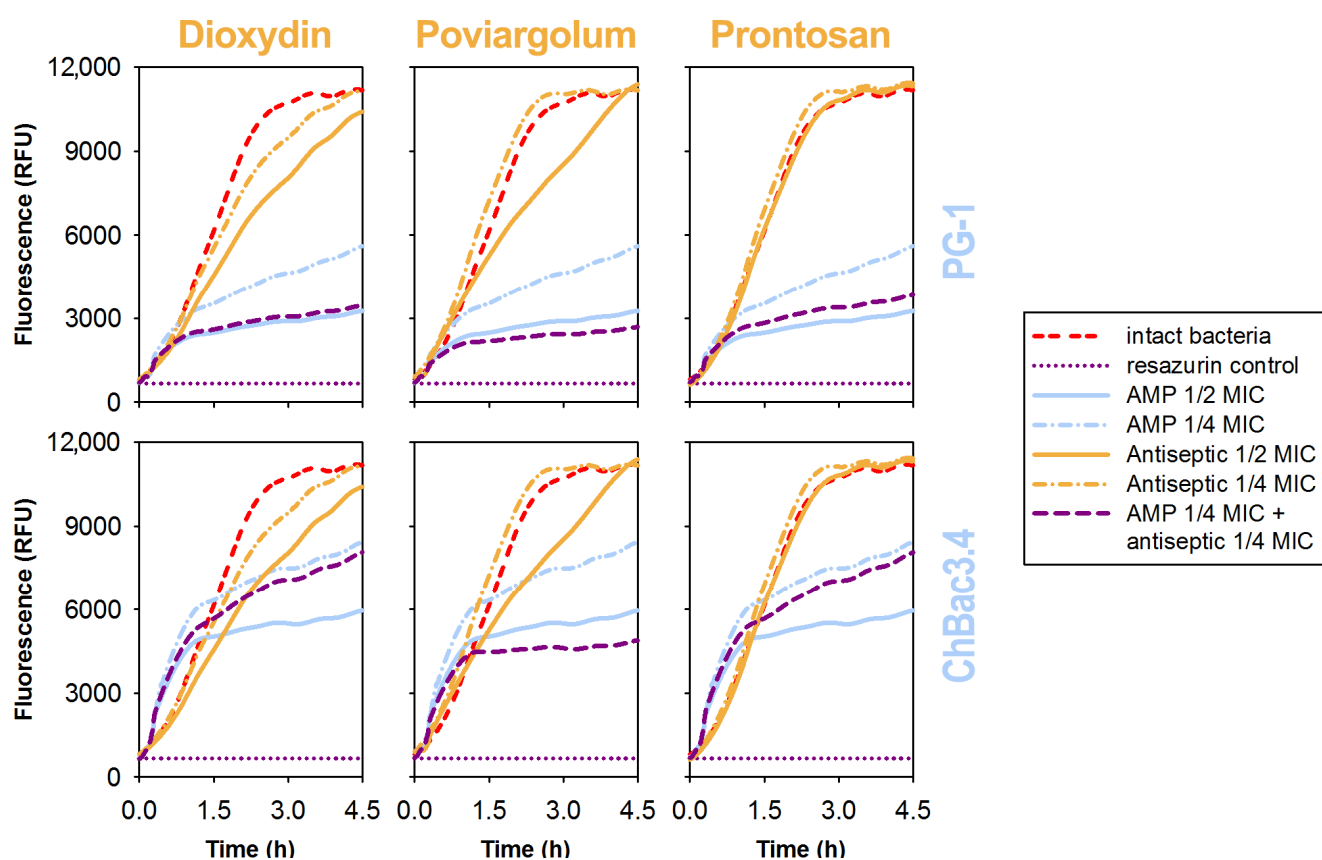 Dioxydin Poviargolum Prontosan
12,000
9000
6000
3000
0
Fluorescence (RFU)
PG-1
12,000
9000
6000
3000
0
Fluorescence (RFU)
ChBac3.4
0.0 1.5 3.0 4.5 0.0 1.5 3.0 4.5 0.0 1.5 3.0 4.5
Time (h) Time (h) Time (h)
intact bacteria
resazurin control
AMP 1/2 MIC
AMP 1/4 MIC
Antiseptic 1/2 MIC
Antiseptic 1/4 MIC
AMP 1/4 MIC +
antiseptic 1/4 MIC